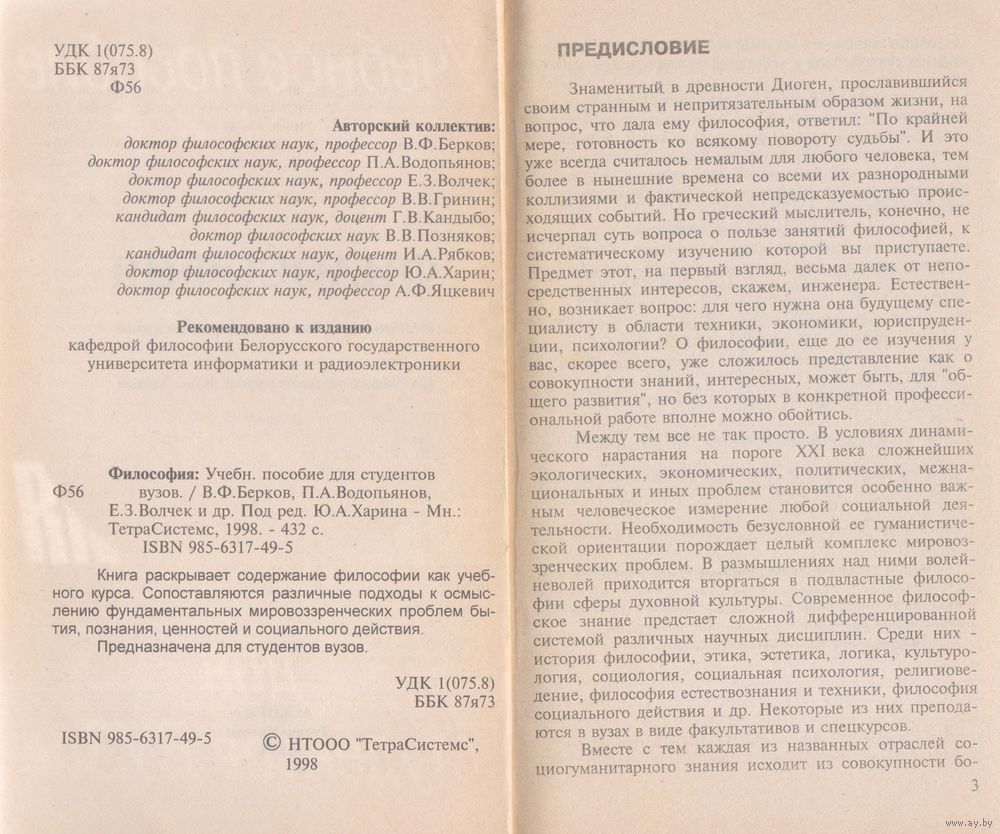 УДК 1(075.8)
ББК 87я73
Ф56
Авторский коллектив:
доктор философских наук, профессор В.Ф.Берков;
доктор философских наук, профессор П.А.Водопьянов;
доктор философских наук, профессор Е.З.Волчек;
доктор философских наук, профессор В.В.Гринин;
кандидат философских наук, доцент Г.В.Кандыбо;
доктор философских наук В.В.Позняков;
кандидат философских наук, доцент И.А.Рябков;
доктор философских наук, профессор Ю.А.Харин;
доктор философских наук, профессор А.Ф.Яцкевич
Рекомендовано к изданию
кафедрой философии Белорусского государственного
университета информатики и радиоэлектроники
Философия: Учебн. пособие для студентов
Ф56 вузов. / В.Ф.Берков, П.А.Водопьянов,
Е.З.Волчек и др. Под ред. Ю.А.Харина - Мн.:
ТетраСистемс, 1998. - 432 с.
ISBN 985-6317-49-5
Книга раскрывает содержание философии как учеб-
ного курса. Сопоставляются различные подходы к осмыс-
лению фундаментальных мировоззренческих проблем бы-
тия, познания, ценностей и социального действия.
Предназначена для студентов вузов.
УДК 1(075.8)
ББК 87я73
ISBN 985-6317-49-5
© НТООО "ТетраСистемс",
1998
ПРЕДИСЛОВИЕ
Знаменитый в древности Диоген, прославившийся
своим странным и непритязательным образом жизни, на
вопрос, что дала ему философия, ответил: "По крайней
мере, готовность ко всякому повороту судьбы". И это
уже всегда считалось немалым для любого человека, тем
более в нынешние времена со всеми их разнородными
коллизиями и фактической непредсказуемостью проис-
ходящих событий. Но греческий мыслитель, конечно, не
исчерпал суть вопроса о пользе занятий философией, к
систематическому изучению которой вы приступаете.
Предмет этот, на первый взгляд, весьма далек от непо-
средственных интересов, скажем, инженера. Естествен-
но, возникает вопрос: для чего нужна она будущему спе-
циалисту в области техники, экономики, юриспруден-
ции, психологии? О философии, еще до ее изучения у
вас, скорее всего, уже сложилось представление как о
совокупности знаний, интересных, может быть, для "об-
щего развития", но без которых в конкретной профессио-
ональной работе вполне можно обойтись.
Между тем все не так просто. В условиях динами-
ческого нарастания на пороге XXI века сложнейших
экологических, экономических, политических, межна-
циональных и иных проблем становится особенно важ-
ным человеческое измерение любой социальной дея-
тельности. Необходимость безусловной ее гуманистиче-
ской ориентации порождает целый комплекс мировоз-
зренческих проблем. В размышлениях над ними волей-
неволей приходится вторгаться в подвластные филосо-
фии сферы духовной культуры. Современное философ-
ское знание предстает сложной дифференцированной
системой различных научных дисциплин. Среди них -
история философии, этика, эстетика, логика, культуро-
логия, социология, социальная психология, религиове-
дение, философия естествознания и техники, философия
социального действия и др. Некоторые из них препода-
ются в вузах в виде факультативов и спецкурсов.
Вместе с тем каждая из названных отраслей со-
циогуманитарного знания исходит из совокупности бо-
3
www.ay.by